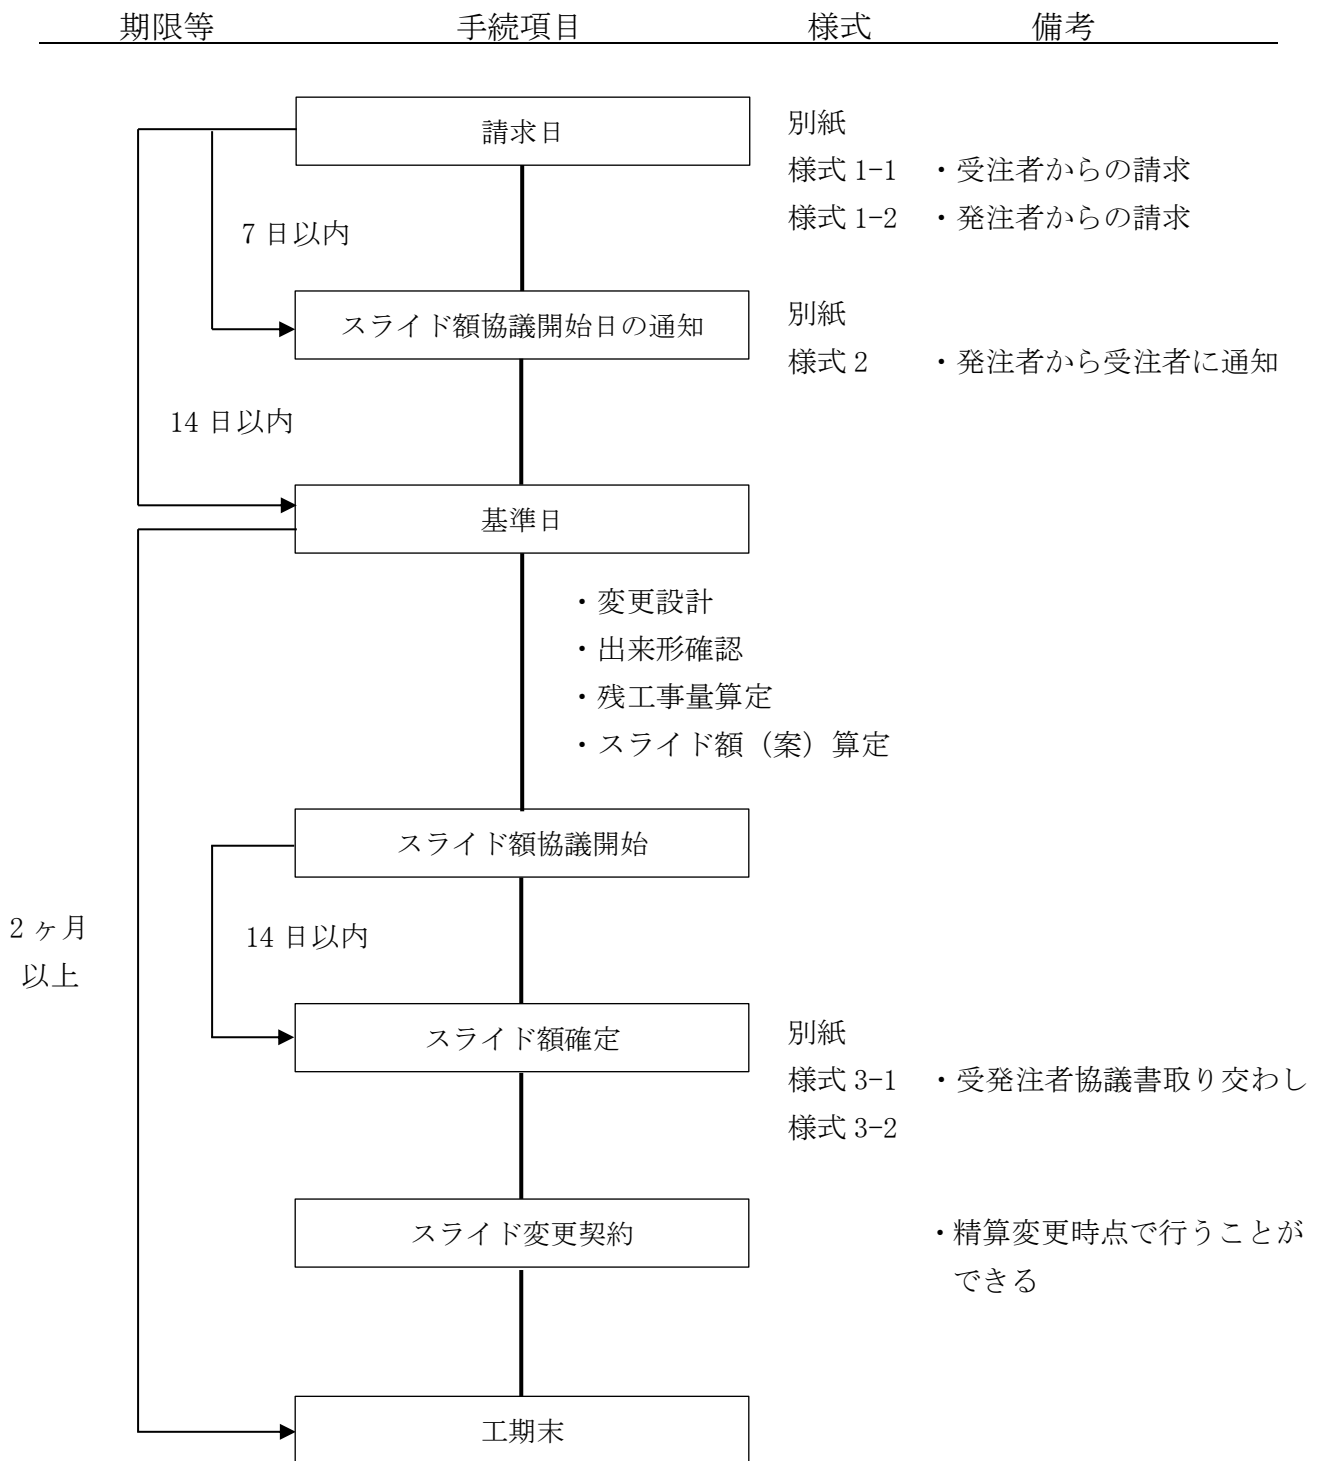 期限等 手続項目 様式 備考
請求日
別紙
様式 1-1 ・受注者からの請求
様式 1-2 ・発注者からの請求
7 日以内
スライド額協議開始日の通知
別紙
様式 2 ・発注者から受注者に通知
14 日以内
基準日
・変更設計
・出来形確認
・残工事量算定
・スライド額（案）算定
スライド額協議開始
2 ヶ月
以上
14 日以内
スライド額確定
別紙
様式 3-1 ・受発注者協議書取り交わし
様式 3-2
スライド変更契約
・精算変更時点で行うことが
できる
工期末